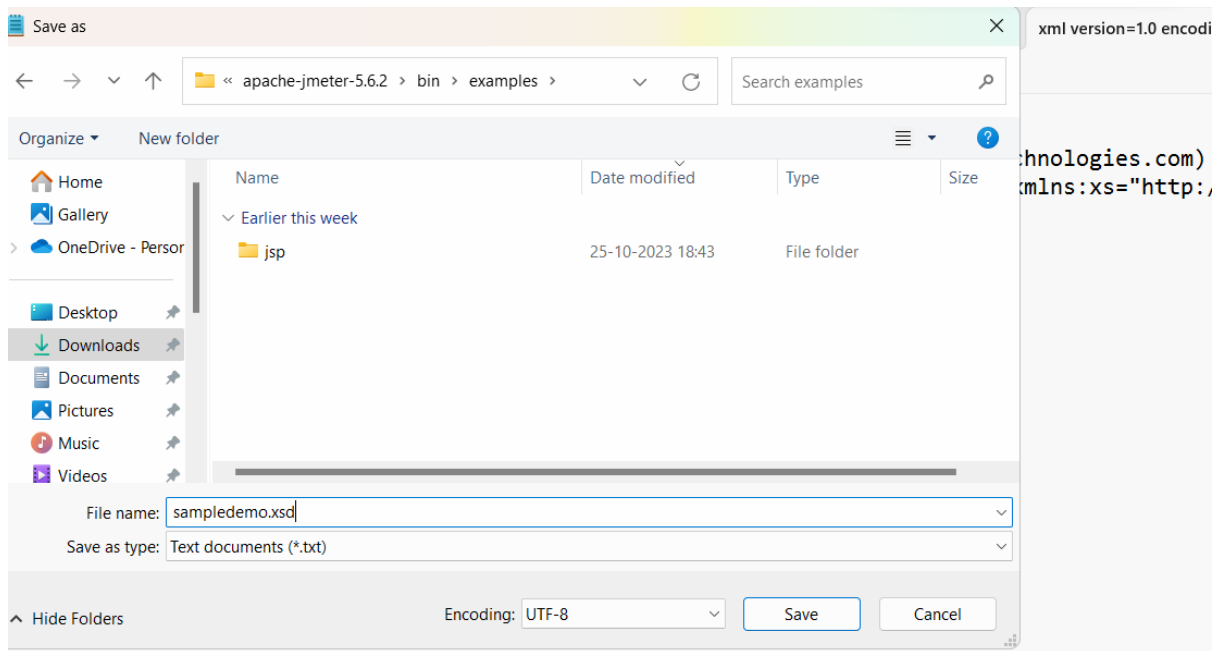 Save as
xml version=1.0 encodi
« apache-jmeter-5.6.2 > bin > examples >
Search examples
Organize
New folder
?
Home
Gallery
OneDrive - Persor
Desktop
Downloads
Documents
Pictures
Music
Videos
Name
Date modified
Type
Size
Earlier this week
jsp
25-10-2023 18:43
File folder
:hnologies.com)
xmlns:xs="http:/
File name: sampledemo.xsd
Save as type: Text documents (*.txt)
Hide Folders
Encoding: UTF-8
Save
Cancel